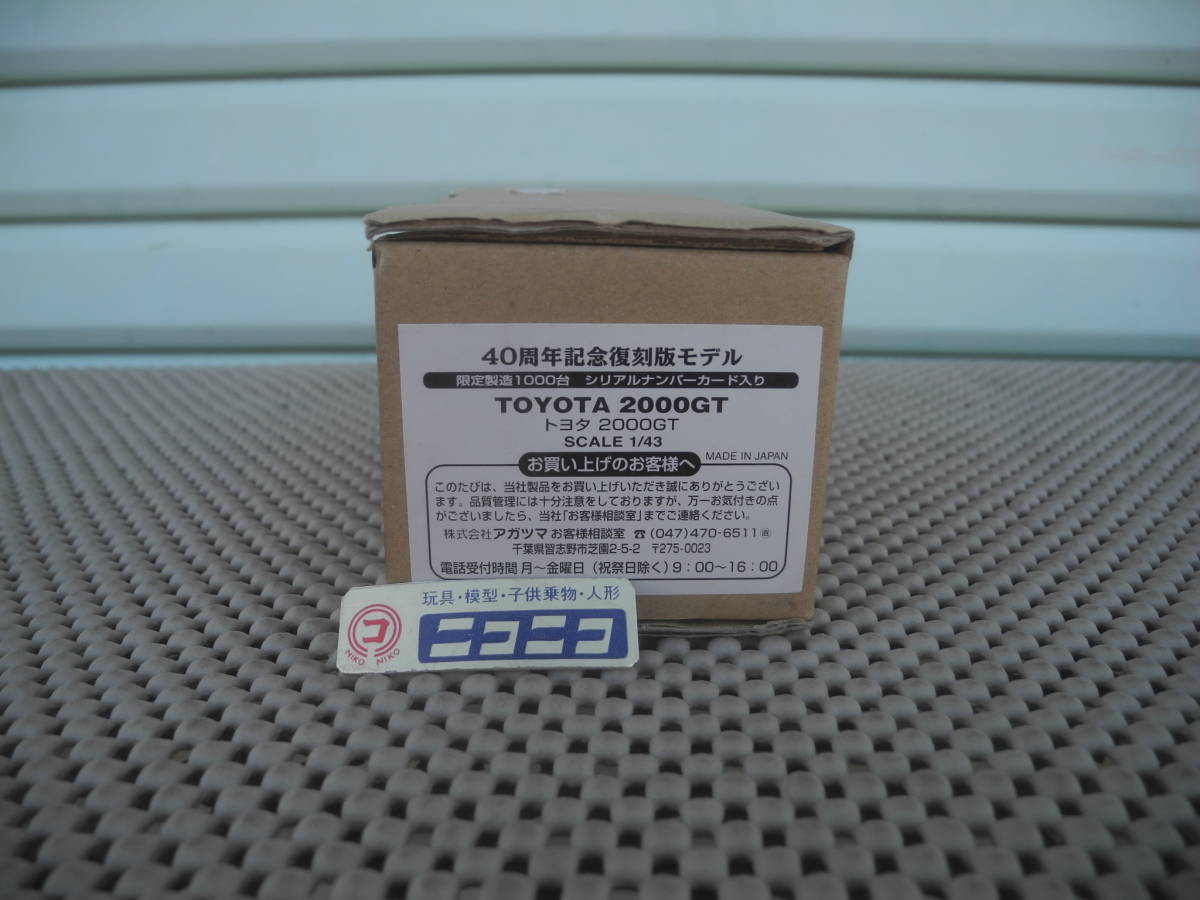 40周年記念復刻版モデル
限定製造1000台 シリアルナンバーカード入り
TOYOTA 2000GT
トヨタ 2000GT
SCALE 1/43
MADE IN JAPAN
お買い上げのお客様へ
このたびは、当社製品をお買い上げいただき誠にありがとうござい
ます。品質管理には十分注意をしておりますが、万一お気付きの点
がございましたら、当社「お客様相談室」までご連絡ください。
株式会社アガツマ お客様相談室 ☎(047)470-6511
千葉県習志野市芝園2-5-2 〒275-0023
電話受付時間 月〜金曜日(祝祭日除く)9:00〜16:00
玩具・模型・子供乗物・人形
コ
NIKO NIKO
ニコニコ